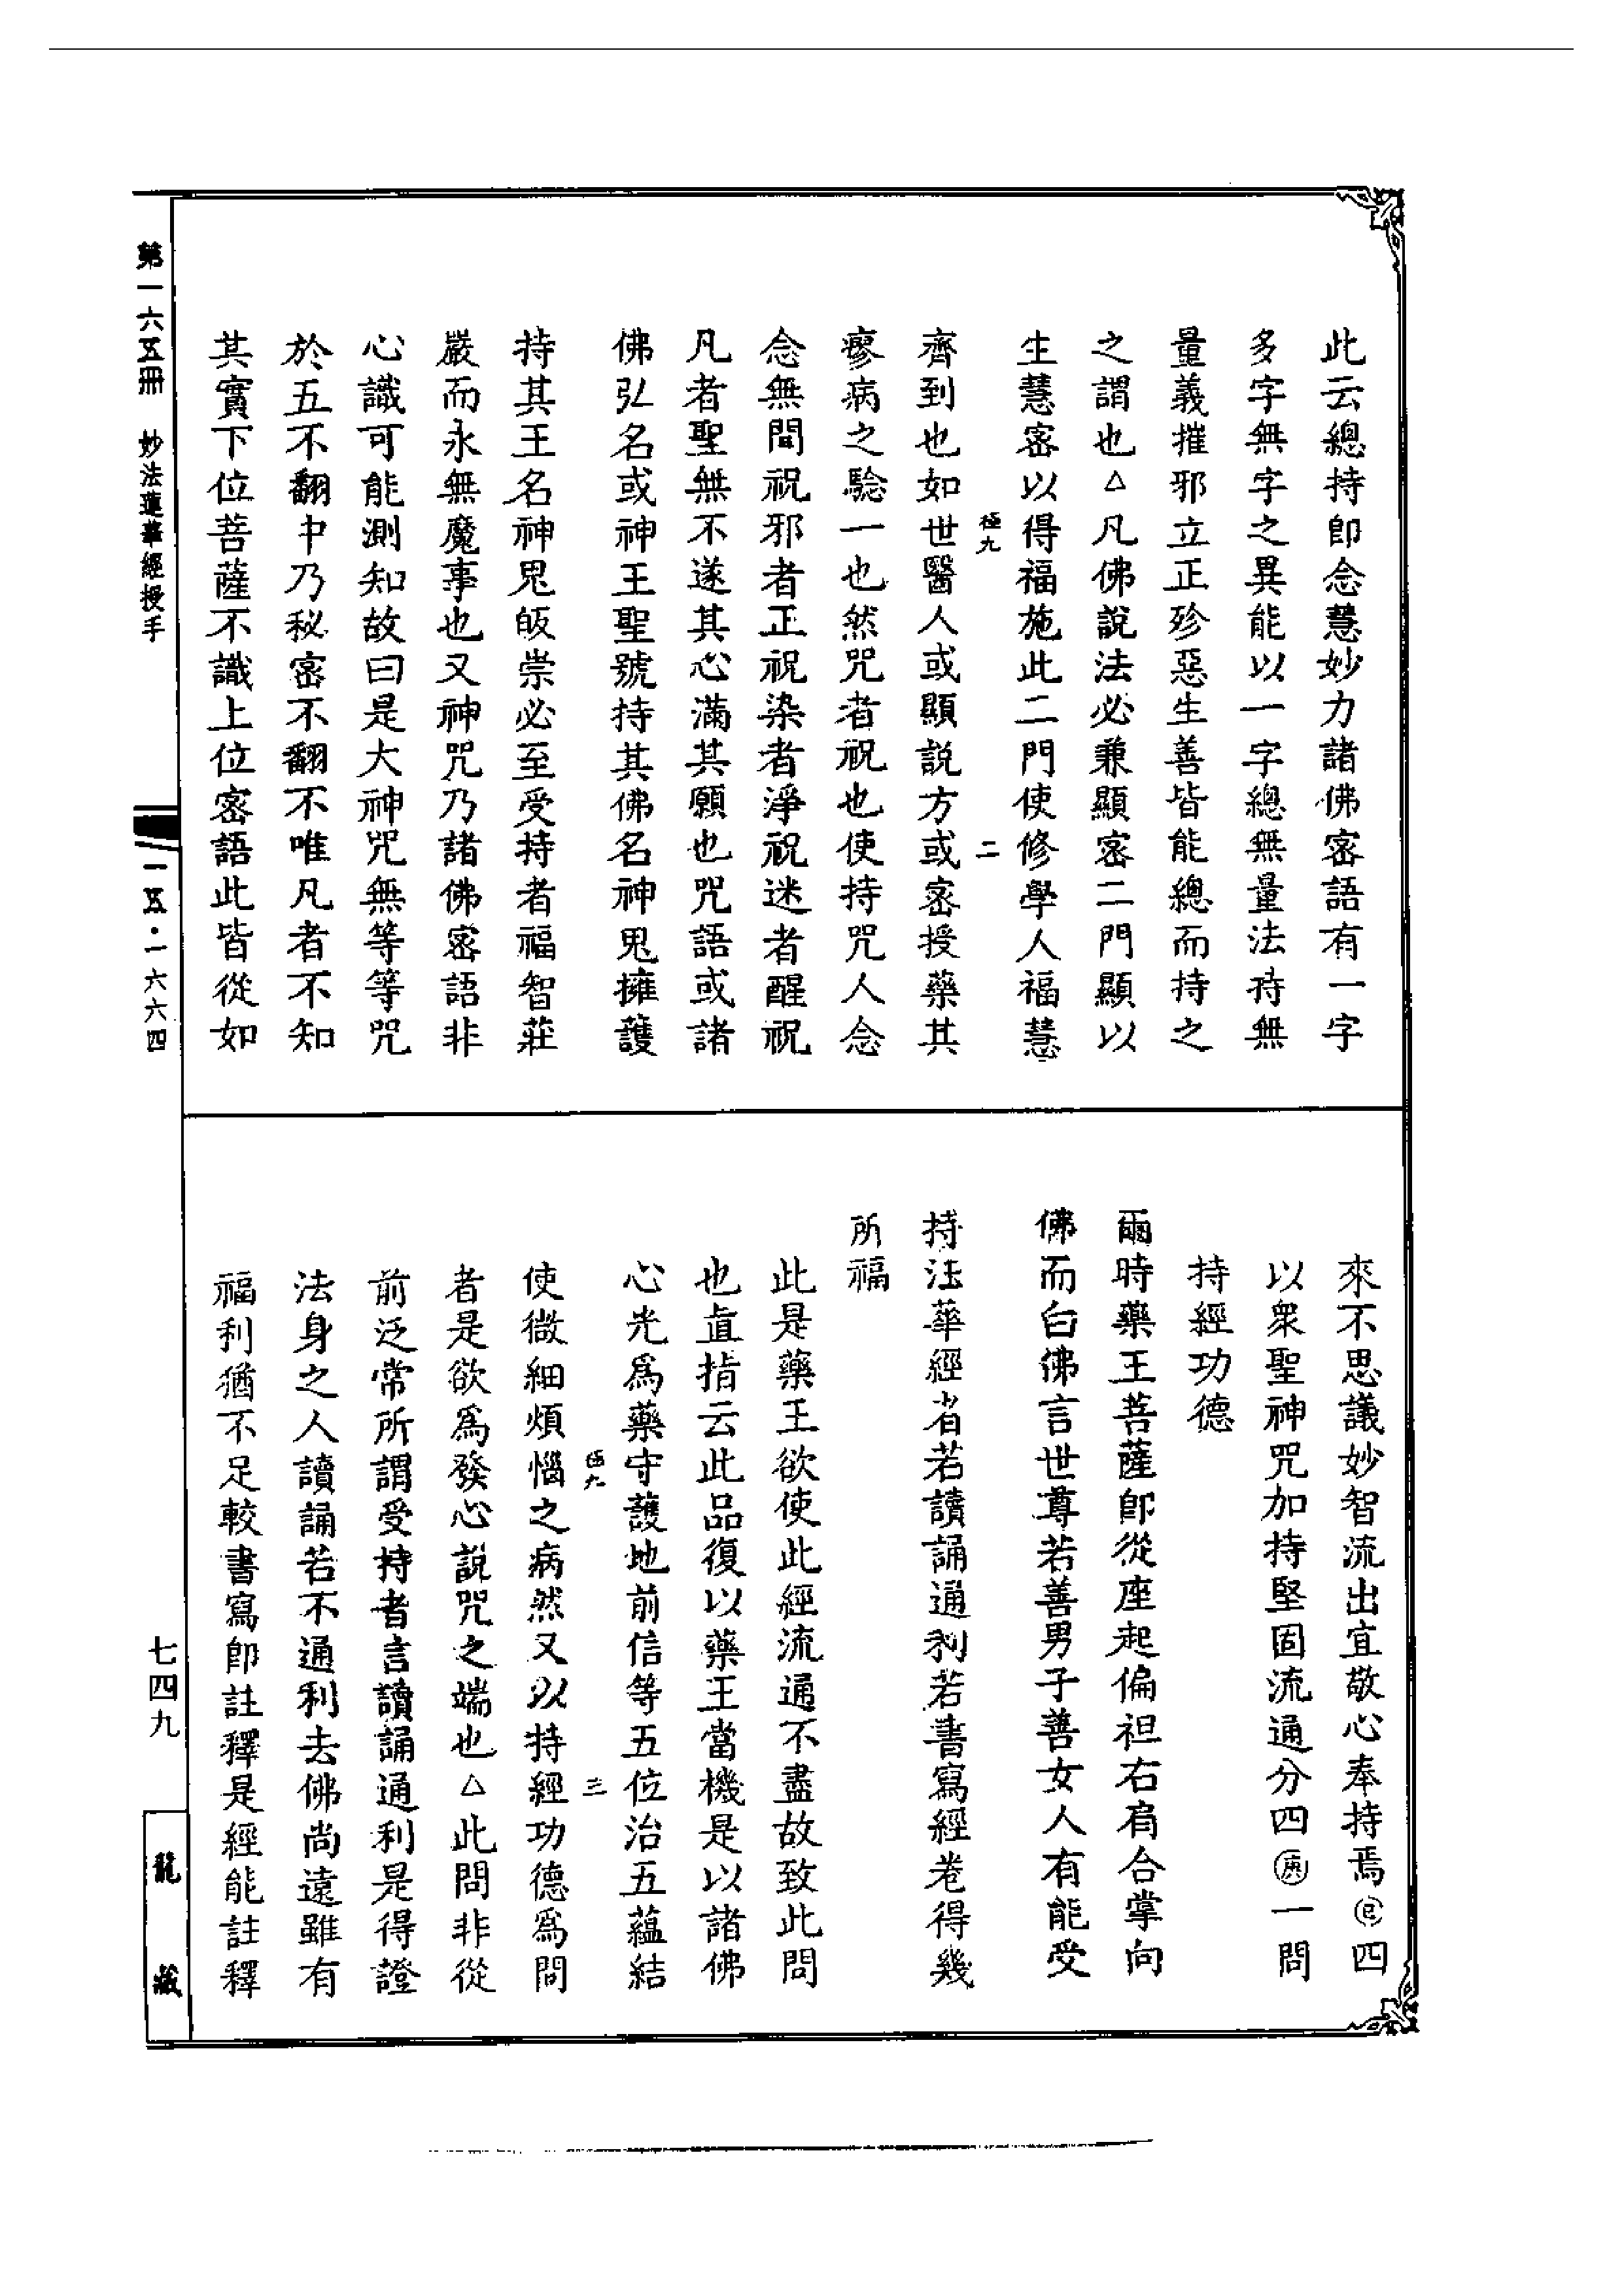 此云總持卽念慧妙力諸佛密語有一字
多字無字之異能以一字總無量法持無
量義摧邪立正殄惡生善皆能總而持之
之謂也△凡佛說法必兼顯密二門顯以
生慧密以得福施此二門使修學人福慧
極九 二
齊到也如世醫人或顯說方或密授藥其
瘳病之驗一也然咒者祝也使持咒人念
念無間祝邪者正祝染者淨祝迷者醒祝
凡者聖無不遂其心滿其願也咒語或諸
佛弘名或神王聖號持其佛名神鬼擁護
持其王名神鬼皈崇必至受持者福智莊
嚴而永無魔事也又神咒乃諸佛密語非
心識可能測知故曰是大神咒無等等咒
於五不翻中乃秘密不翻不唯凡者不知
其實下位菩薩不識上位密語此皆從如
來不思議妙智流出宜敬心奉持焉㊂四
以衆聖神咒加持堅固流通分四一問
持經功德
爾時藥王菩薩卽從座起偏袒右肩合掌向
佛而白佛言世尊若善男子善女人有能受
持法華經者若讀誦通利若書寫經卷得幾
所福
此是藥王欲使此經流通不盡故致此問
也直指云此品復以藥王當機是以諸佛
心光爲藥守護地前信等五位治五蘊結
極九 三
使微細煩惱之病然又以持經功德爲問
者是欲爲發心說咒之端也△此問非從
前泛常所謂受持者言讀誦通利是得證
法身之人讀誦若不通利去佛尚遠雖有
福利猶不足較書寫卽註釋是經能註釋
第一六五冊 妙法蓮華經授手
一五·一六六四
七四九
龍藏